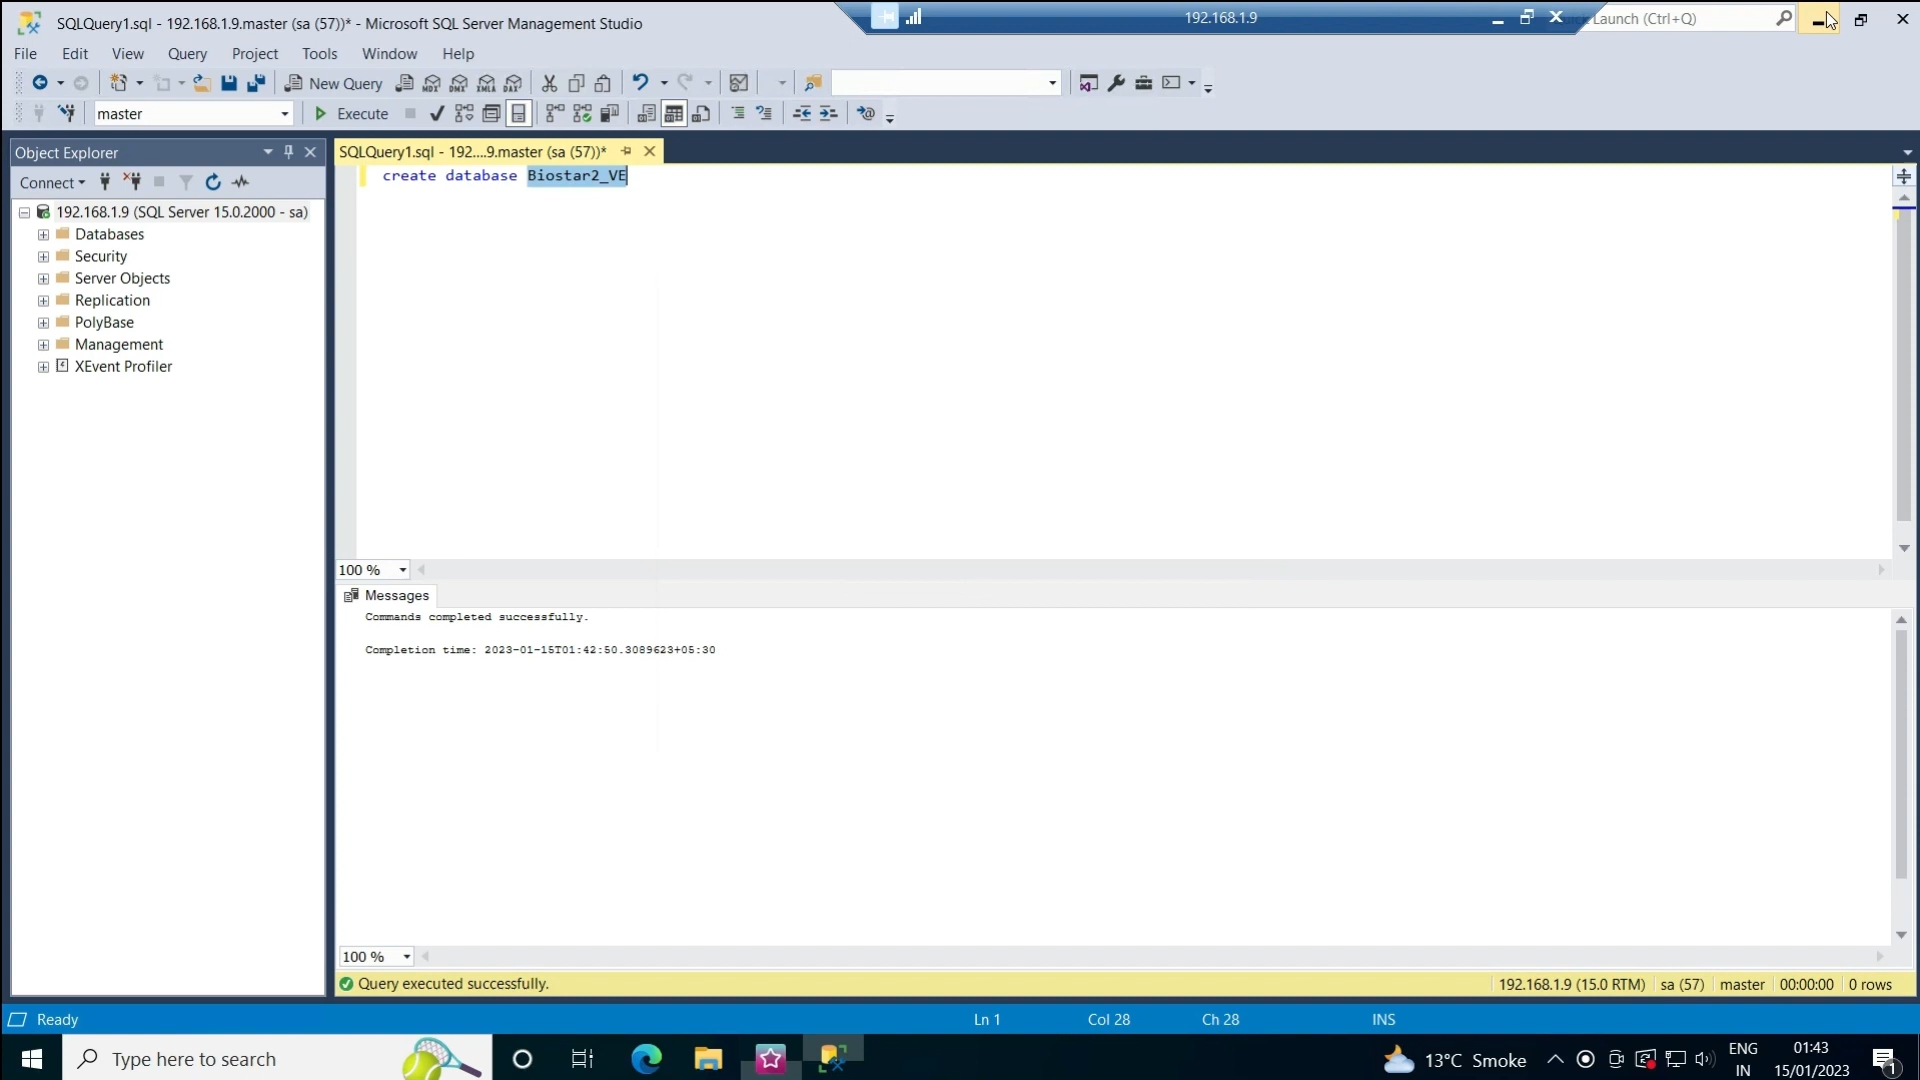 SQLQuery1.sql - 192.168.1.9.master (sa (57))* - Microsoft SQL Server Management Studio
192.168.1.9
Launch (Ctrl+Q)
File Edit View Query Project Tools Window Help
New Query
MDX DMX XMLA DAX
master
Execute
Object Explorer
SQLQuery1.sql - 192....9.master (sa (57))*
Connect
create database Biostar2_VE
192.168.1.9 (SQL Server 15.0.2000 - sa)
Databases
Security
Server Objects
Replication
PolyBase
Management
XEvent Profiler
100 %
Messages
Commands completed successfully.
Completion time: 2023-01-15T01:42:50.3089623+05:30
100 %
Query executed successfully.
192.168.1.9 (15.0 RTM) sa (57) master 00:00:00 0 rows
Ready
Ln 1 Col 28 Ch 28 INS
Type here to search
13°C Smoke
ENG
IN
01:43
15/01/2023
1